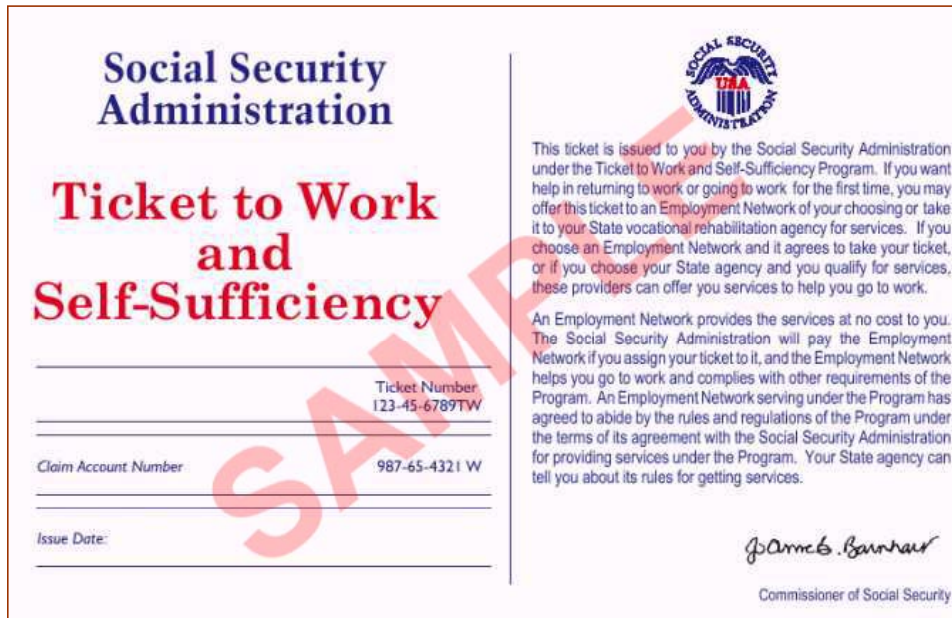 Social Security
Administration
Ticket to Work
and
Self-Sufficiency
Ticket Number
123-45-6789TW
Claim Account Number 987-65-4321 W
Issue Date:
SOCIAL SECURITY
USA
ADMINISTRATION
This ticket is issued to you by the Social Security Administration
under the Ticket to Work and Self-Sufficiency Program. If you want
help in returning to work or going to work for the first time, you may
offer this ticket to an Employment Network of your choosing or take
it to your State vocational rehabilitation agency for services. If you
choose an Employment Network and it agrees to take your ticket,
or if you choose your State agency and you qualify for services,
these providers can offer you services to help you go to work.
An Employment Network provides the services at no cost to you.
The Social Security Administration will pay the Employment
Network if you assign your ticket to it, and the Employment Network
helps you go to work and complies with other requirements of the
Program. An Employment Network serving under the Program has
agreed to abide by the rules and regulations of the Program under
the terms of its agreement with the Social Security Administration
for providing services under the Program. Your State agency can
tell you about its rules for getting services.
Commissioner of Social Security
SAMPLE